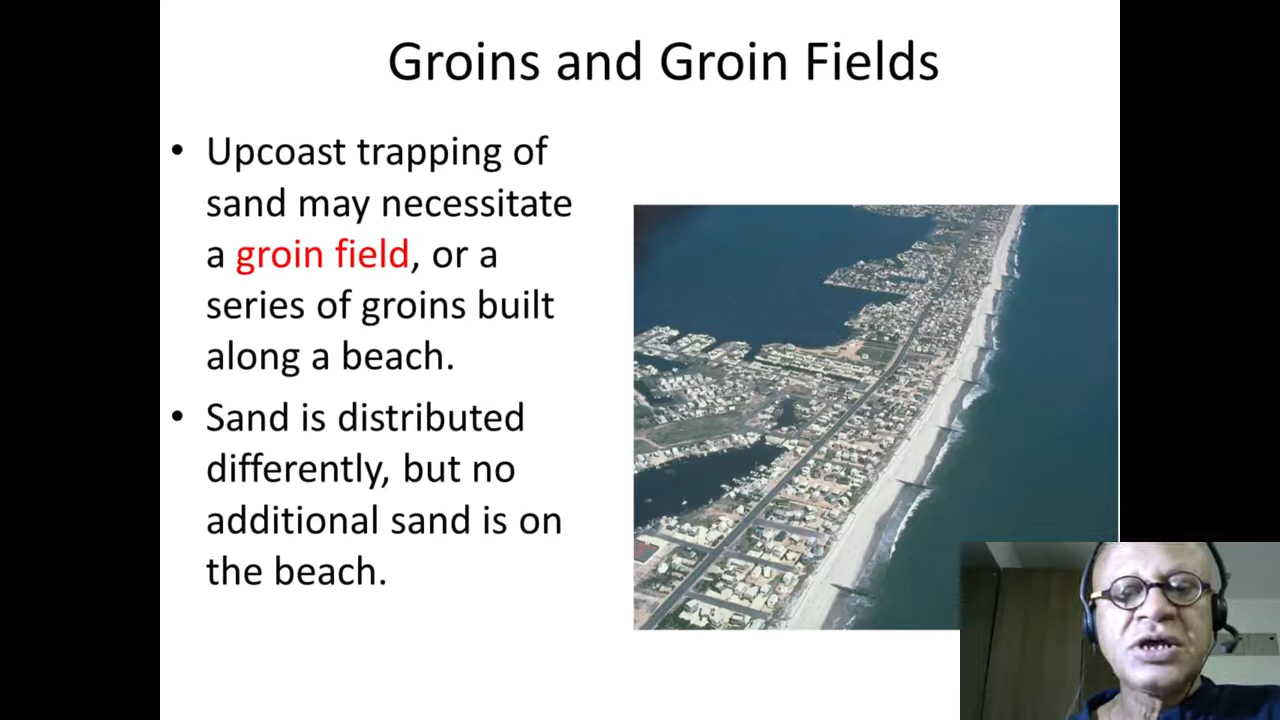 Groins and Groin Fields
• Upcoast trapping of
sand may necessitate
a groin field, or a
series of groins built
along a beach.
• Sand is distributed
differently, but no
additional sand is on
the beach.